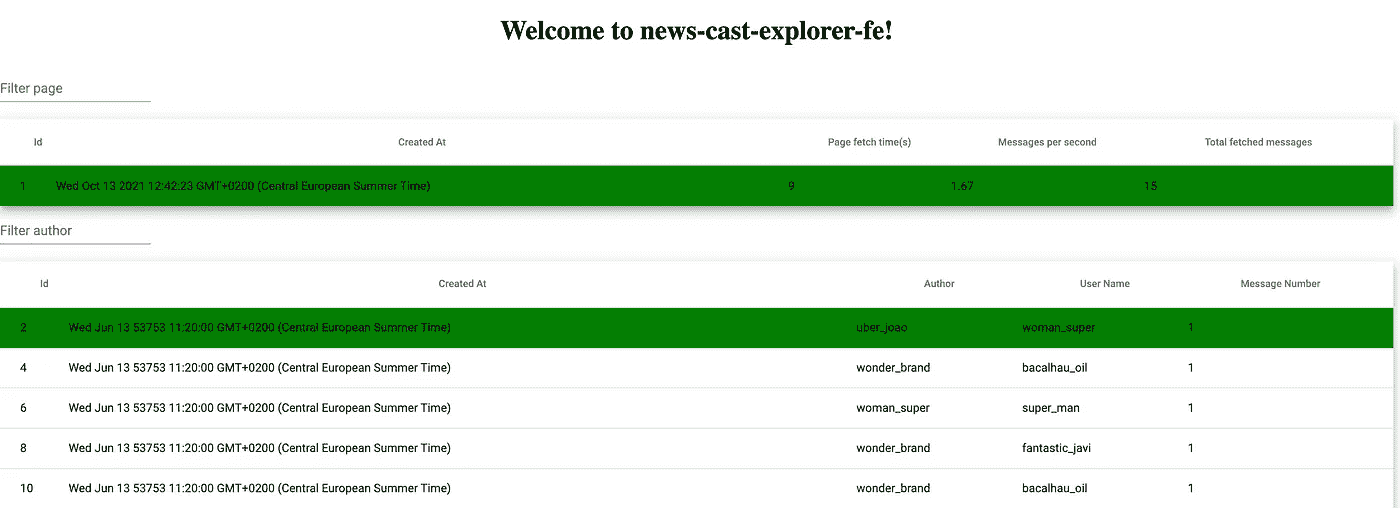 Welcome to news-cast-explorer-fe!
Filter page
Id Created At Page fetch time(s) Messages per second Total fetched messages
1 Wed Oct 13 2021 12:42:23 GMT+0200 (Central European Summer Time) 9 1.67 15
Filter author
Id Created At Author User Name Message Number
2 Wed Jun 13 53753 11:20:00 GMT+0200 (Central European Summer Time) uber_joao woman_super 1
4 Wed Jun 13 53753 11:20:00 GMT+0200 (Central European Summer Time) wonder_brand bacalhau_oil 1
6 Wed Jun 13 53753 11:20:00 GMT+0200 (Central European Summer Time) woman_super super_man 1
8 Wed Jun 13 53753 11:20:00 GMT+0200 (Central European Summer Time) wonder_brand fantastic_javi 1
10 Wed Jun 13 53753 11:20:00 GMT+0200 (Central European Summer Time) wonder_brand bacalhau_oil 1